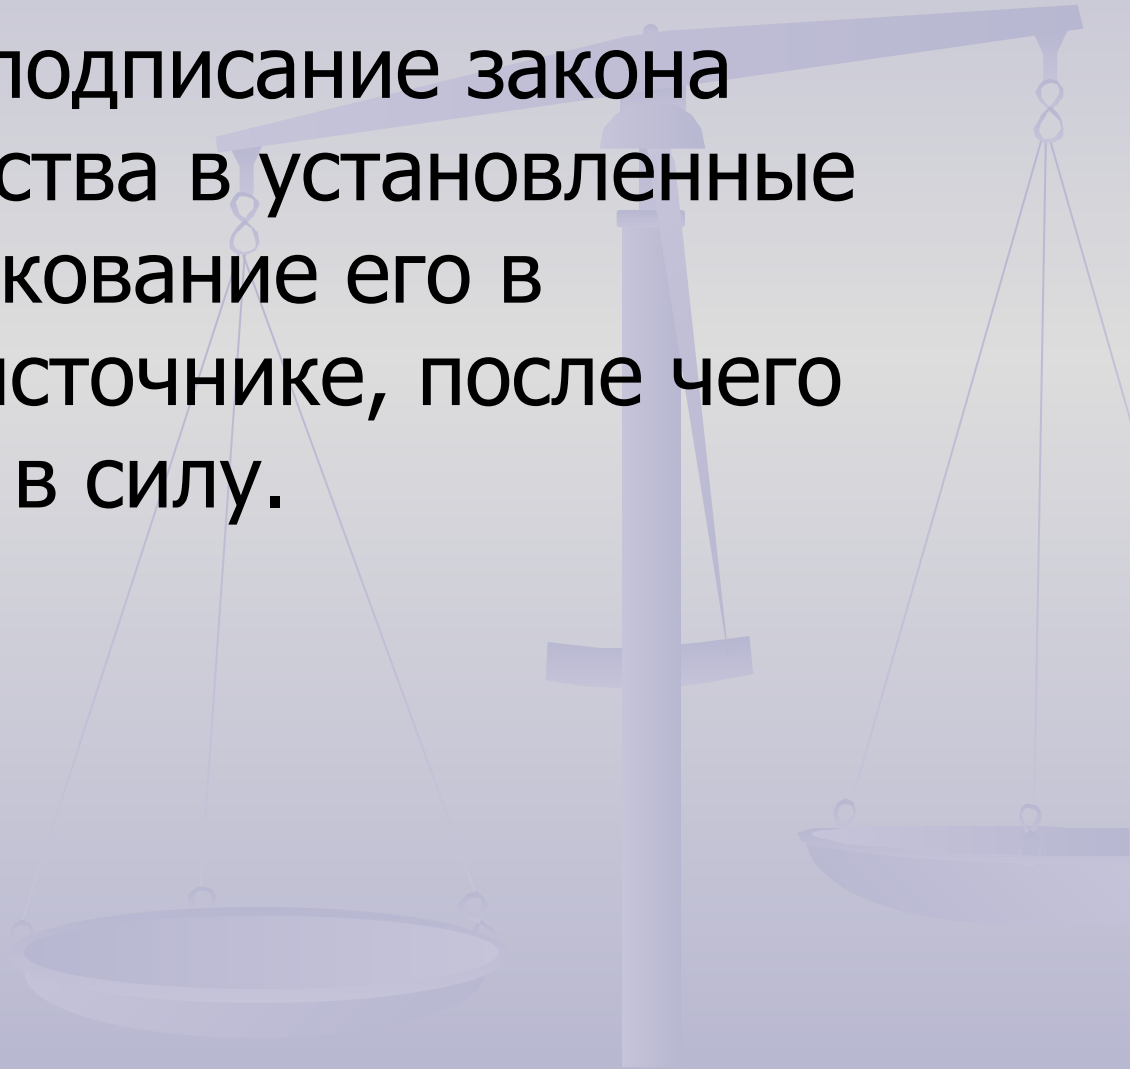 подписание закона
ства в установленные
кование его в
источнике, после чего
в силу.